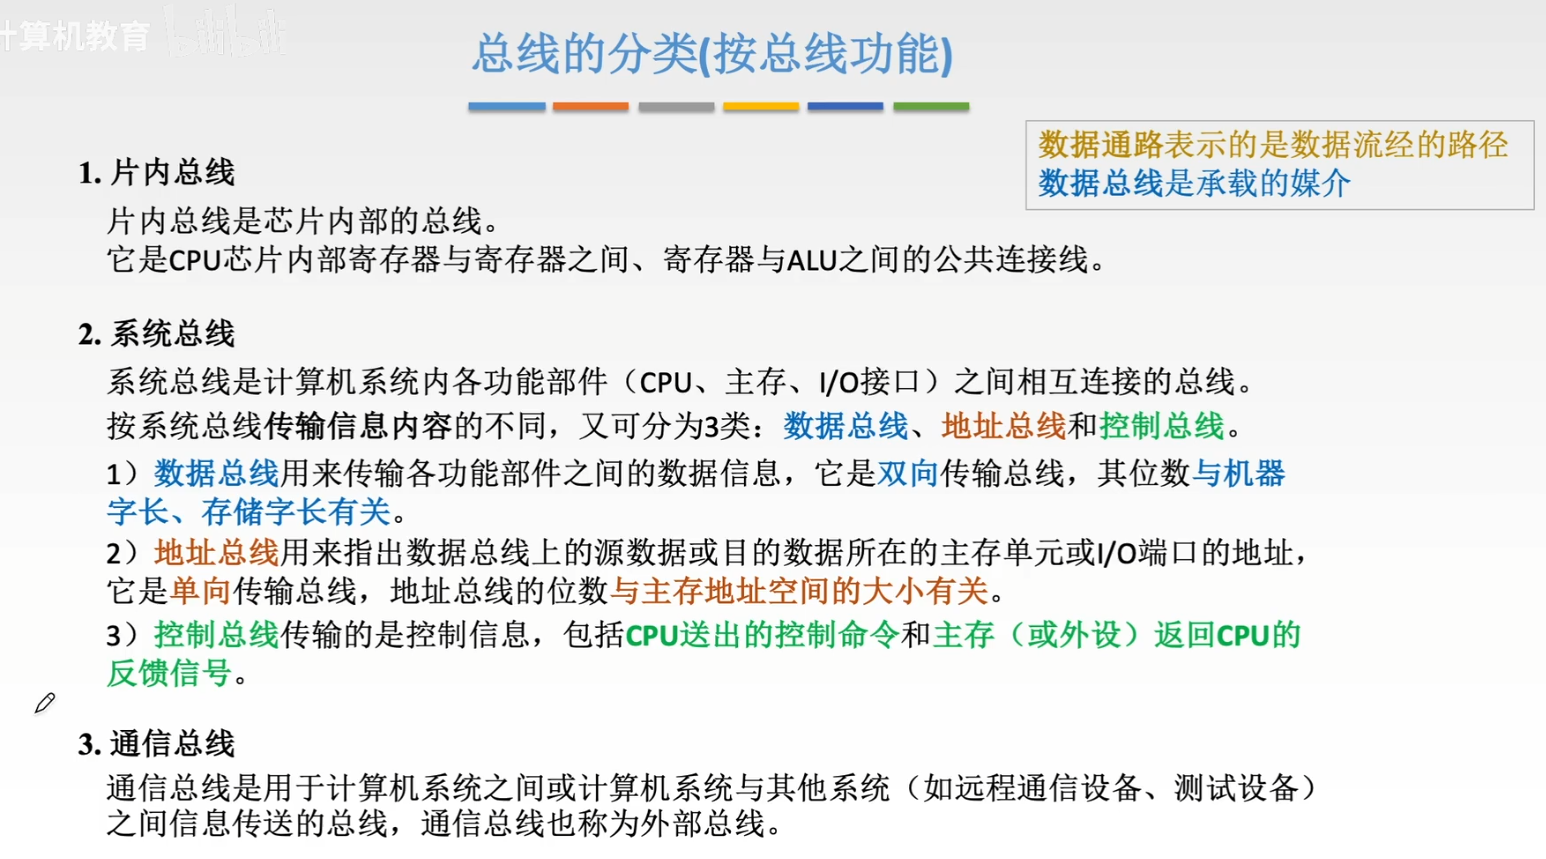 计算机教育 bilibili
总线的分类(按总线功能)
数据通路表示的是数据流经的路径
数据总线是承载的媒介
1. 片内总线
片内总线是芯片内部的总线。
它是CPU芯片内部寄存器与寄存器之间、寄存器与ALU之间的公共连接线。
2. 系统总线
系统总线是计算机系统内各功能部件（CPU、主存、I/O接口）之间相互连接的总线。
按系统总线传输信息内容的不同，又可分为3类：数据总线、地址总线和控制总线。
1）数据总线用来传输各功能部件之间的数据信息，它是双向传输总线，其位数与机器
字长、存储字长有关。
2）地址总线用来指出数据总线上的源数据或目的数据所在的主存单元或I/O端口的地址，
它是单向传输总线，地址总线的位数与主存地址空间的大小有关。
3）控制总线传输的是控制信息，包括CPU送出的控制命令和主存（或外设）返回CPU的
反馈信号。
3. 通信总线
通信总线是用于计算机系统之间或计算机系统与其他系统（如远程通信设备、测试设备）
之间信息传送的总线，通信总线也称为外部总线。